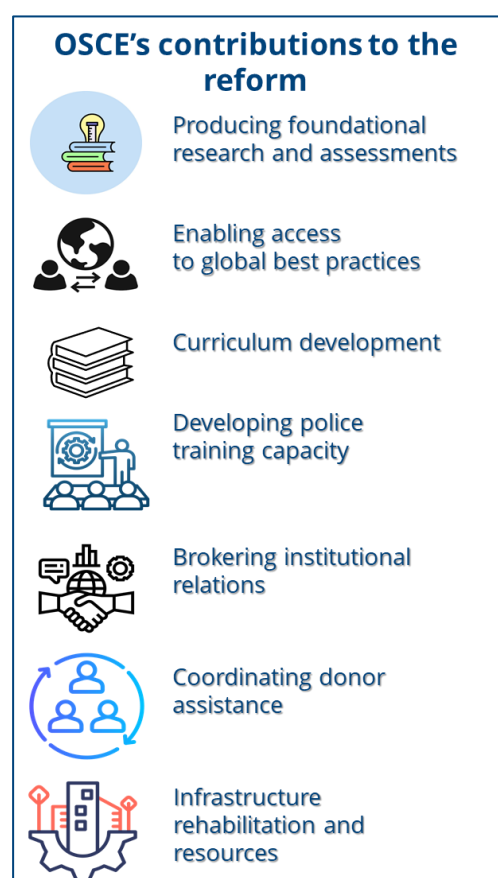 OSCE’s contributions to the
reform
Producing foundational
research and assessments
Enabling access
to global best practices
Curriculum development
Developing police
training capacity
Brokering institutional
relations
Coordinating donor
assistance
Infrastructure
rehabilitation and
resources